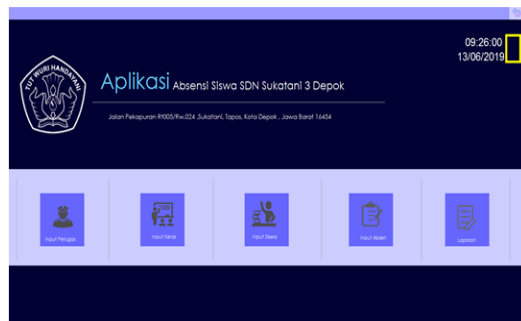 09:26:00
13/06/2019
TUT WURI HANDAYANI
Aplikasi Absensi SIswa SDN Sukatani 3 Depok
Jalan Pekapuran Rt005/Rw.024 ,Sukatani, Tapos, Kota Depok , Jawa Barat 16454
Input Petugas
Input Kelas
Input Siswa
Input Absen
Laporan